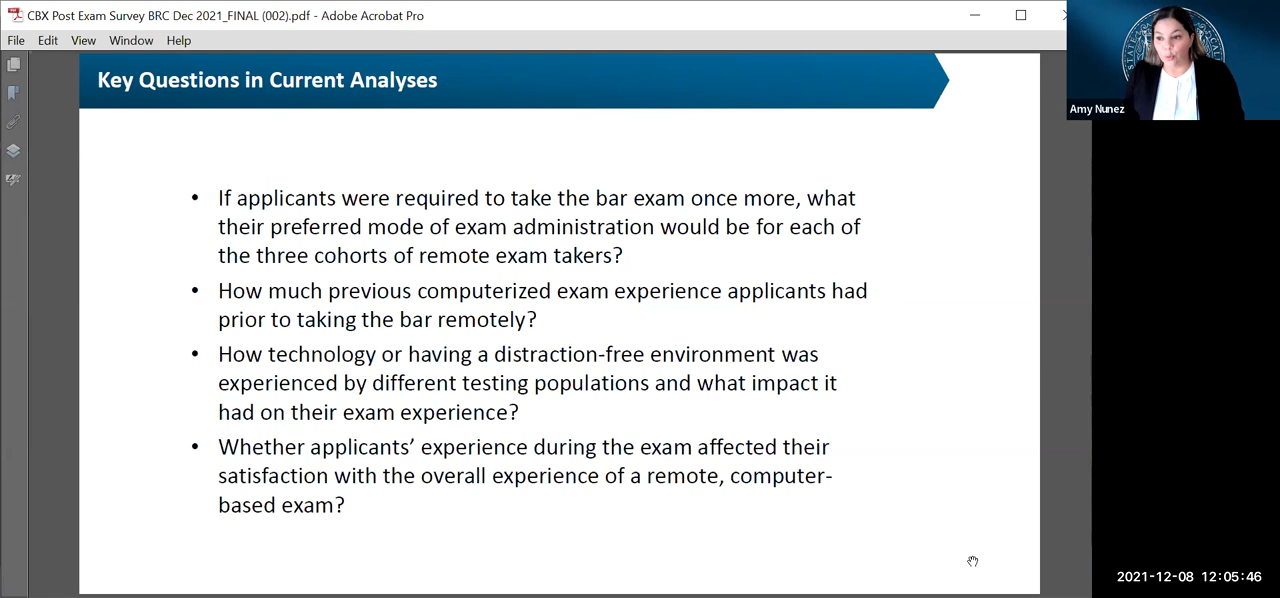 CBX Post Exam Survey BRC Dec 2021_FINAL (002).pdf - Adobe Acrobat Pro
File Edit View Window Help
Key Questions in Current Analyses
• If applicants were required to take the bar exam once more, what
their preferred mode of exam administration would be for each of
the three cohorts of remote exam takers?
• How much previous computerized exam experience applicants had
prior to taking the bar remotely?
• How technology or having a distraction-free environment was
experienced by different testing populations and what impact it
had on their exam experience?
• Whether applicants’ experience during the exam affected their
satisfaction with the overall experience of a remote, computer-
based exam?
Amy Nunez
2021-12-08 12:05:46